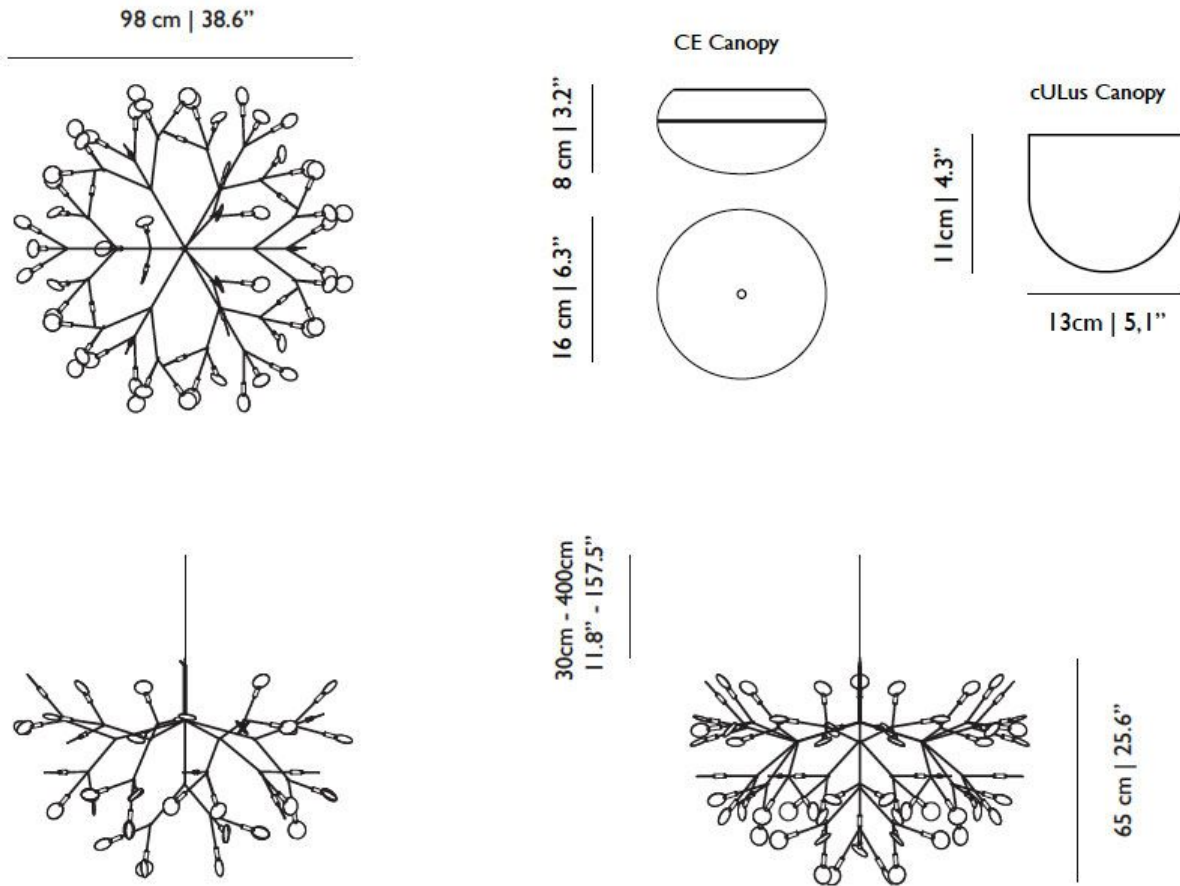 98 cm | 38.6”
CE Canopy
8 cm | 3.2”
16 cm | 6.3”
cULus Canopy
11cm | 4.3”
13cm | 5,1”
30cm - 400cm
11.8” - 157.5”
65 cm | 25.6”